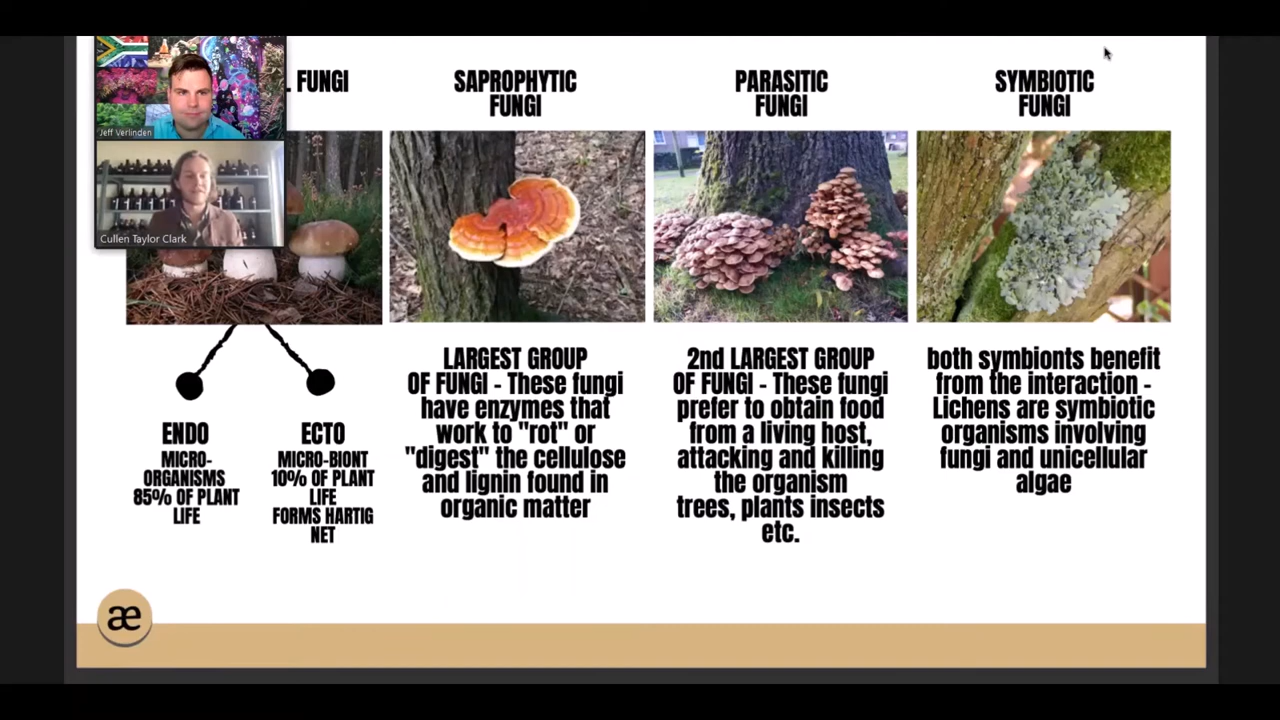 Jeff Verlinden
Cullen Taylor Clark
FUNGI
ENDO
MICRO-
ORGANISMS
85% OF PLANT
LIFE
ECTO
MICRO-BIONT
10% OF PLANT
LIFE
FORMS HARTIG
NET
SAPROPHYTIC
FUNGI
LARGEST GROUP
OF FUNGI - These fungi
have enzymes that
work to "rot" or
"digest" the cellulose
and lignin found in
organic matter
PARASITIC
FUNGI
2nd LARGEST GROUP
OF FUNGI - These fungi
prefer to obtain food
from a living host,
attacking and killing
the organism
trees, plants insects
etc.
SYMBIOTIC
FUNGI
both symbionts benefit
from the interaction -
Lichens are symbiotic
organisms involving
fungi and unicellular
algae
æ